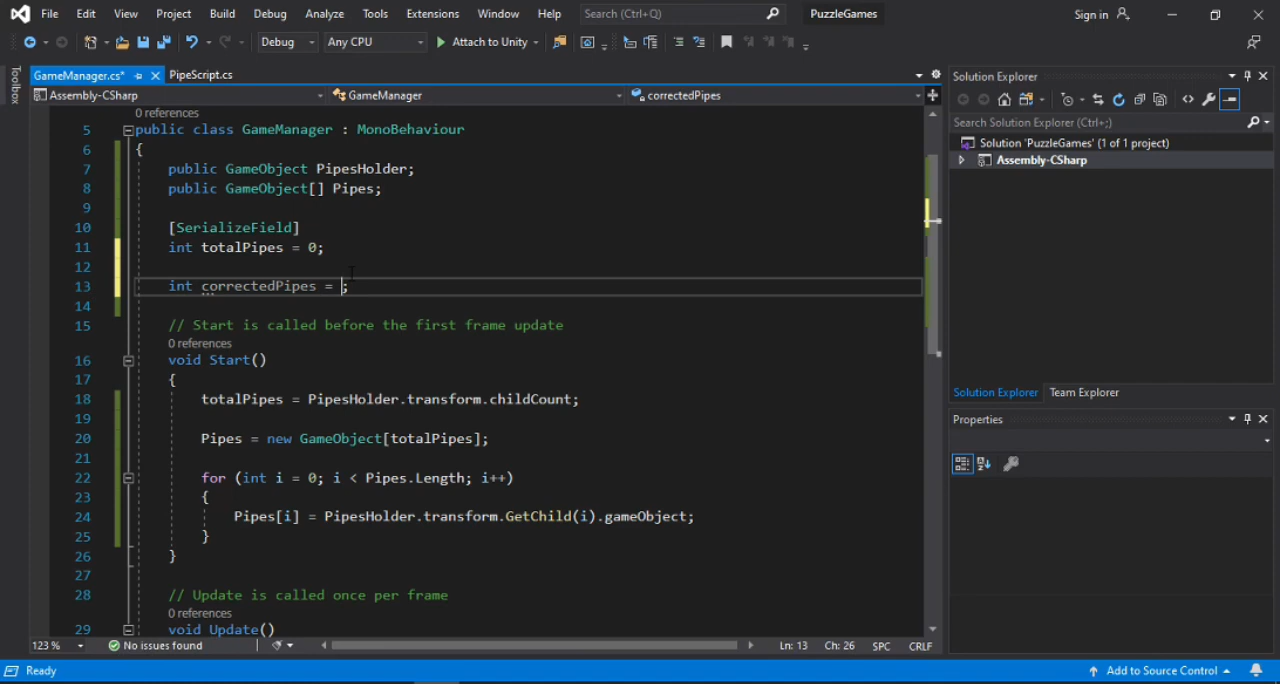 File Edit View Project Build Debug Analyze Tools Extensions Window Help Search (Ctrl+Q) PuzzleGames Sign in
Debug Any CPU Attach to Unity
Toolbox
GameManager.cs* PipeScript.cs
Assembly-CSharp GameManager correctedPipes
0 references
5 public class GameManager : MonoBehaviour
6 {
7 public GameObject PipesHolder;
8 public GameObject[] Pipes;
9
10 [SerializeField]
11 int totalPipes = 0;
12
13 int correctedPipes = ;
14
15 // Start is called before the first frame update
0 references
16 void Start()
17 {
18 totalPipes = PipesHolder.transform.childCount;
19
20 Pipes = new GameObject[totalPipes];
21
22 for (int i = 0; i < Pipes.Length; i++)
23 {
24 Pipes[i] = PipesHolder.transform.GetChild(i).gameObject;
25 }
26 }
27
28 // Update is called once per frame
0 references
29 void Update()
123 % No issues found Ln: 13 Ch: 26 SPC CRLF
Solution Explorer
Search Solution Explorer (Ctrl+;)
Solution 'PuzzleGames' (1 of 1 project)
Assembly-CSharp
Solution Explorer Team Explorer
Properties
Ready Add to Source Control